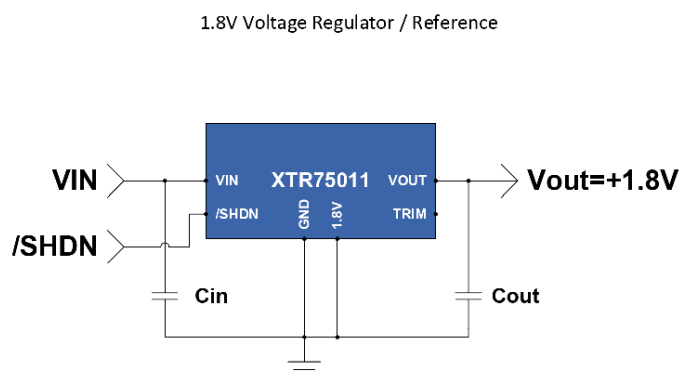 1.8V Voltage Regulator / Reference
VIN
VIN
XTR75011
VOUT
Vout=+1.8V
/SHDN
/SHDN
GND
1.8V
TRIM
Cin
Cout